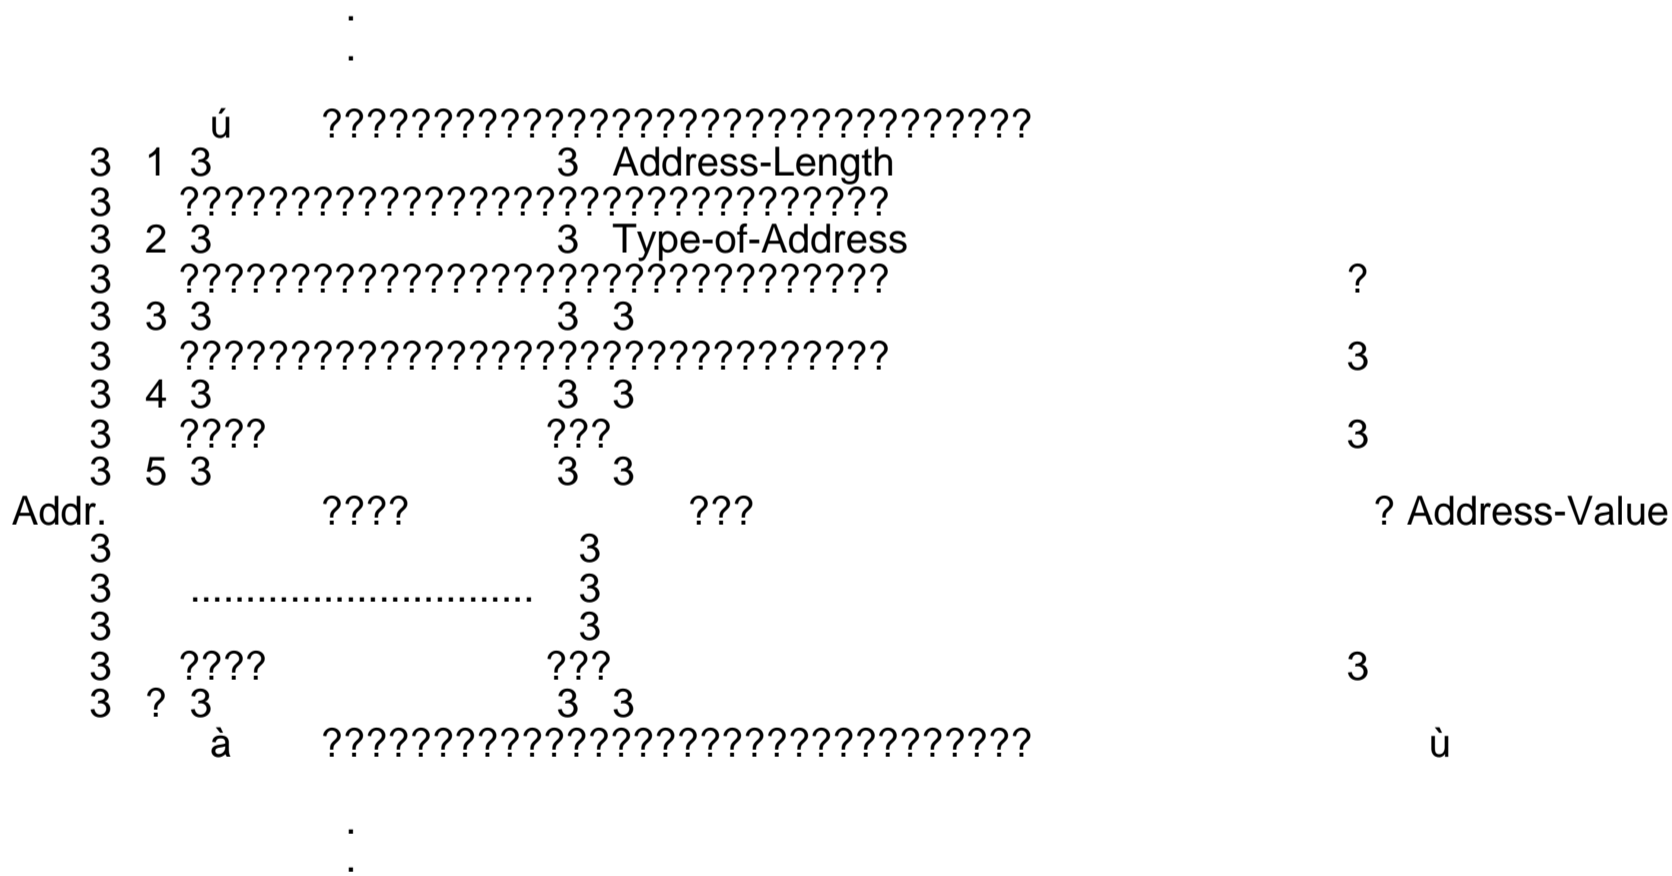 .
.
ú ????????????????????????????????
3 1 3 3 Address-Length
3 ????????????????????????????????
3 2 3 3 Type-of-Address
3 ???????????????????????????????? ?
3 3 3 3 3
3 ???????????????????????????????? 3
3 4 3 3 3
3 ???? ??? 3
3 5 3 3 3
Addr. ???? ??? ? Address-Value
3 3
3 ............................... 3
3 3
3 ???? ??? 3
3 ? 3 3 3
à ???????????????????????????????? ù
.
.